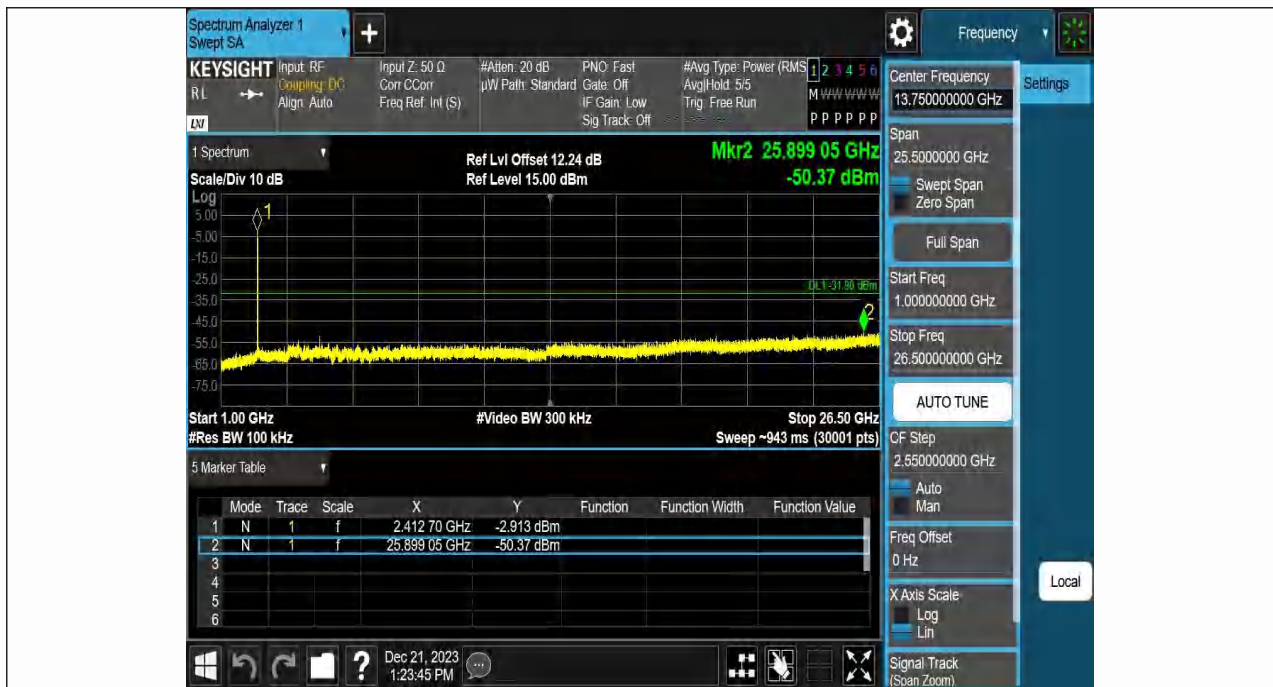 Spectrum Analyzer 1
Swept SA
+
Frequency
KEYSIGHT
RL
LXI
Input: RF
Coupling: DC
Align: Auto
Input Z: 50 Ω
Corr CCorr
Freq Ref: Int (S)
#Atten: 20 dB
µW Path: Standard
PNO: Fast
Gate: Off
IF Gain: Low
Sig Track: Off
#Avg Type: Power (RMS
Avg|Hold: 5/5
Trig: Free Run
1 2 3 4 5 6
M W W W W W
P P P P P P
1 Spectrum
Scale/Div 10 dB
Ref Lvl Offset 12.24 dB
Ref Level 15.00 dBm
Mkr2 25.899 05 GHz
-50.37 dBm
Log
5.00
-5.00
-15.0
-25.0
-35.0
-45.0
-55.0
-65.0
-75.0
1
DL1 -31.90 dBm
2
Start 1.00 GHz
#Video BW 300 kHz
Stop 26.50 GHz
#Res BW 100 kHz
Sweep ~943 ms (30001 pts)
5 Marker Table
Mode Trace Scale X Y Function Function Width Function Value
1 N 1 f 2.412 70 GHz -2.913 dBm
2 N 1 f 25.899 05 GHz -50.37 dBm
3
4
5
6
?
Dec 21, 2023
1:23:45 PM
Center Frequency
13.750000000 GHz
Settings
Span
25.5000000 GHz
Swept Span
Zero Span
Full Span
Start Freq
1.000000000 GHz
Stop Freq
26.500000000 GHz
AUTO TUNE
CF Step
2.550000000 GHz
Auto
Man
Freq Offset
0 Hz
X Axis Scale
Log
Lin
Local
Signal Track
(Span Zoom)